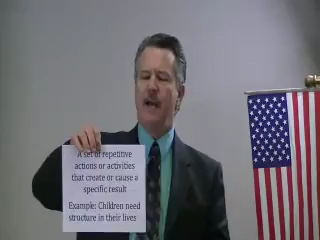 A set of repetitive
actions or activities
that create or cause a
specific result
Example: Children need
structure in their lives